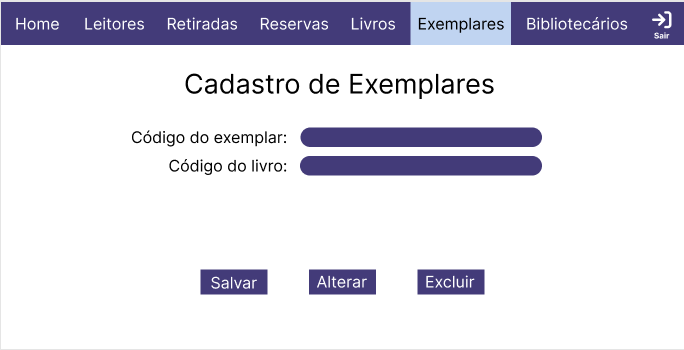 Home Leitores Retiradas Reservas Livros Exemplares Bibliotecários Sair
Cadastro de Exemplares
Código do exemplar:
Código do livro:
Salvar Alterar Excluir